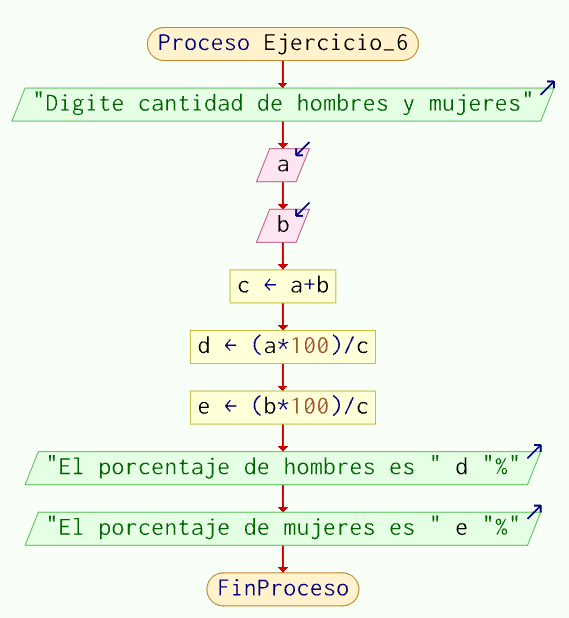 Proceso Ejercicio_6
"Digite cantidad de hombres y mujeres"
a
b
c ← a+b
d ← (a*100)/c
e ← (b*100)/c
"El porcentaje de hombres es " d "%"
"El porcentaje de mujeres es " e "%"
FinProceso